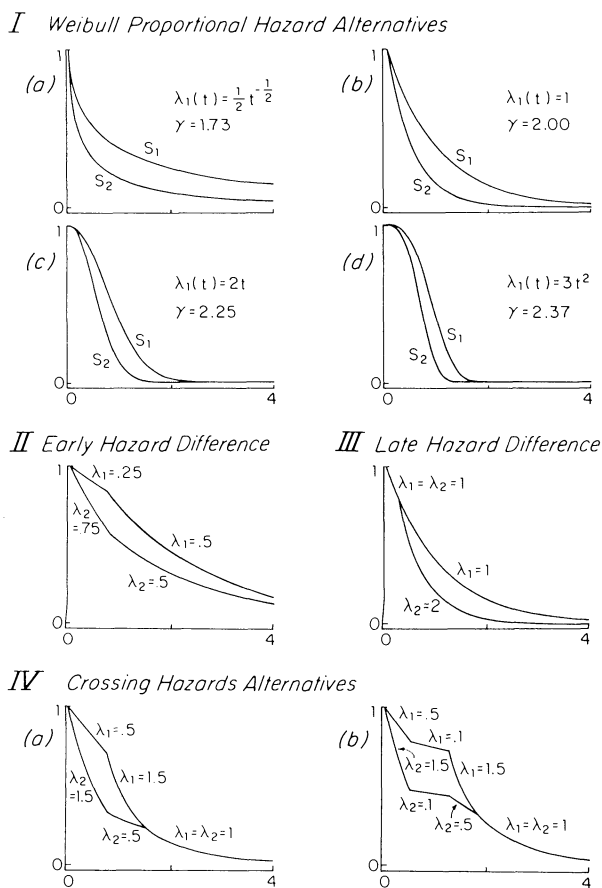 I Weibull Proportional Hazard Alternatives
(a)
1
λ₁(t) = ½ t^-½
γ = 1.73
S₁
S₂
0
(b)
1
λ₁(t) = 1
γ = 2.00
S₁
S₂
0
(c)
1
λ₁(t) = 2t
γ = 2.25
S₁
S₂
0
0 4
(d)
1
λ₁(t) = 3t²
γ = 2.37
S₁
S₂
0
0 4
II Early Hazard Difference
1
λ₁ = .25
λ₂
= .75
λ₁ = .5
λ₂ = .5
0
0 4
III Late Hazard Difference
1
λ₁ = λ₂ = 1
λ₁ = 1
λ₂ = 2
0
0 4
IV Crossing Hazards Alternatives
(a)
1
λ₁ = .5
λ₂
= 1.5
λ₁ = 1.5
λ₂ = .5
λ₁ = λ₂ = 1
0
0 4
(b)
1
λ₁ = .5
λ₁ = .1
λ₂ = 1.5
λ₁ = 1.5
λ₂ = .1
λ₂ = .5
λ₁ = λ₂ = 1
0
0 4